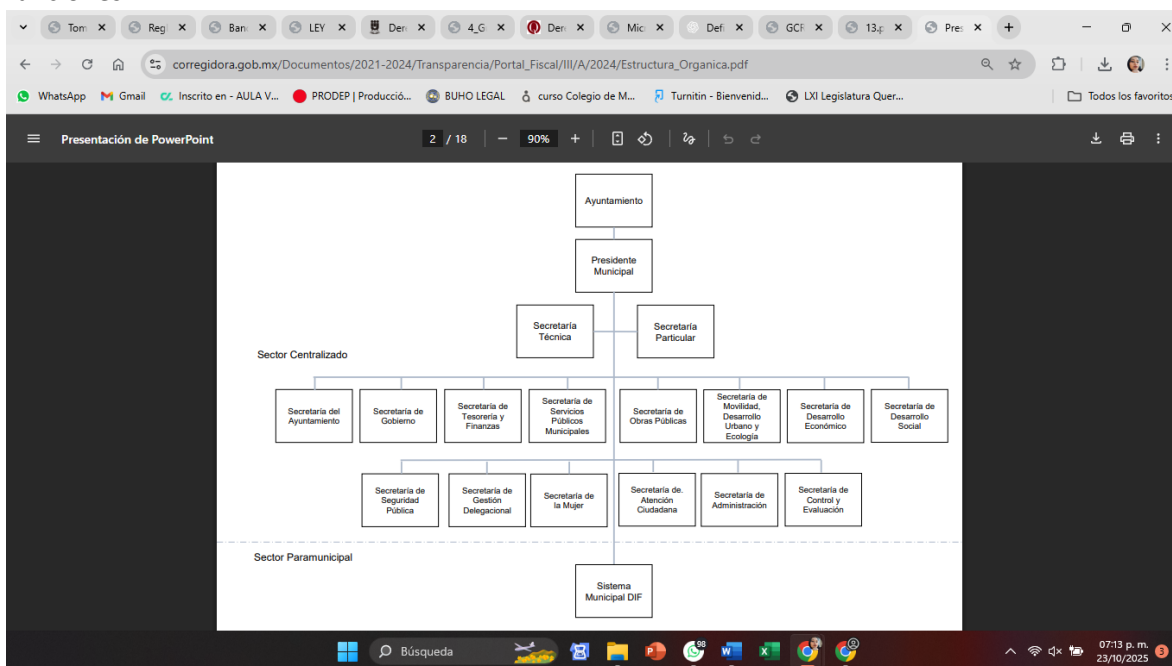 Tom
Reg
Ban
LEY
Der
4_G
Der
Mic
Defi
GCF
13.p
Pre
corregidora.gob.mx/Documentos/2021-2024/Transparencia/Portal_Fiscal/III/A/2024/Estructura_Organica.pdf
WhatsApp
Gmail
Inscrito en - AULA V...
PRODEP | Producció...
BUHO LEGAL
curso Colegio de M...
Turnitin - Bienvenid...
LXI Legislatura Quer...
Todos los favoritos
Presentación de PowerPoint
2 / 18
90%
Ayuntamiento
Presidente
Municipal
Secretaría
Técnica
Secretaría
Particular
Sector Centralizado
Secretaría del
Ayuntamiento
Secretaría de
Gobierno
Secretaría de
Tesorería y
Finanzas
Secretaría de
Servicios
Públicos
Municipales
Secretaría de
Obras Públicas
Secretaría de
Movilidad,
Desarrollo
Urbano y
Ecología
Secretaría de
Desarrollo
Económico
Secretaría de
Desarrollo
Social
Secretaría de
Seguridad
Pública
Secretaría de
Gestión
Delegacional
Secretaría de
la Mujer
Secretaría de.
Atención
Ciudadana
Secretaría de
Administración
Secretaría de
Control y
Evaluación
Sector Paramunicipal
Sistema
Municipal DIF
Búsqueda
98
07:13 p. m.
23/10/2025
3